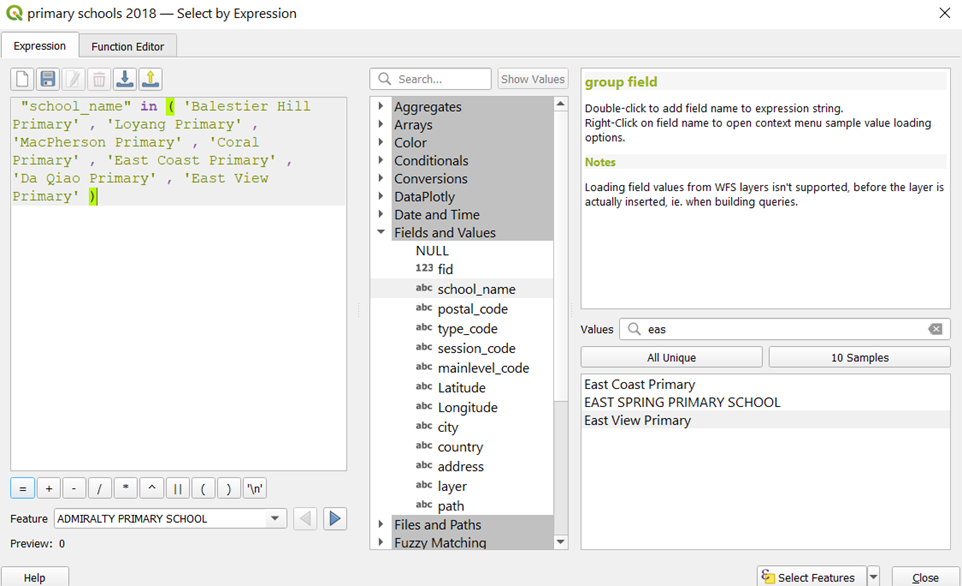 primary schools 2018 — Select by Expression
Expression
Function Editor
"school_name" in ( 'Balestier Hill
Primary' , 'Loyang Primary' ,
'MacPherson Primary' , 'Coral
Primary' , 'East Coast Primary' ,
'Da Qiao Primary' , 'East View
Primary' )
= + - / * ^ || ( ) '\n'
Feature ADMIRALTY PRIMARY SCHOOL
Preview: 0
Help
Search...
Show Values
Aggregates
Arrays
Color
Conditionals
Conversions
DataPlotly
Date and Time
Fields and Values
NULL
123 fid
abc school_name
abc postal_code
abc type_code
abc session_code
abc mainlevel_code
abc Latitude
abc Longitude
abc city
abc country
abc address
abc layer
abc path
Files and Paths
Fuzzy Matching
group field
Double-click to add field name to expression string.
Right-Click on field name to open context menu sample value loading
options.
Notes
Loading field values from WFS layers isn't supported, before the layer is
actually inserted, ie. when building queries.
Values eas
All Unique
10 Samples
East Coast Primary
EAST SPRING PRIMARY SCHOOL
East View Primary
Select Features
Close